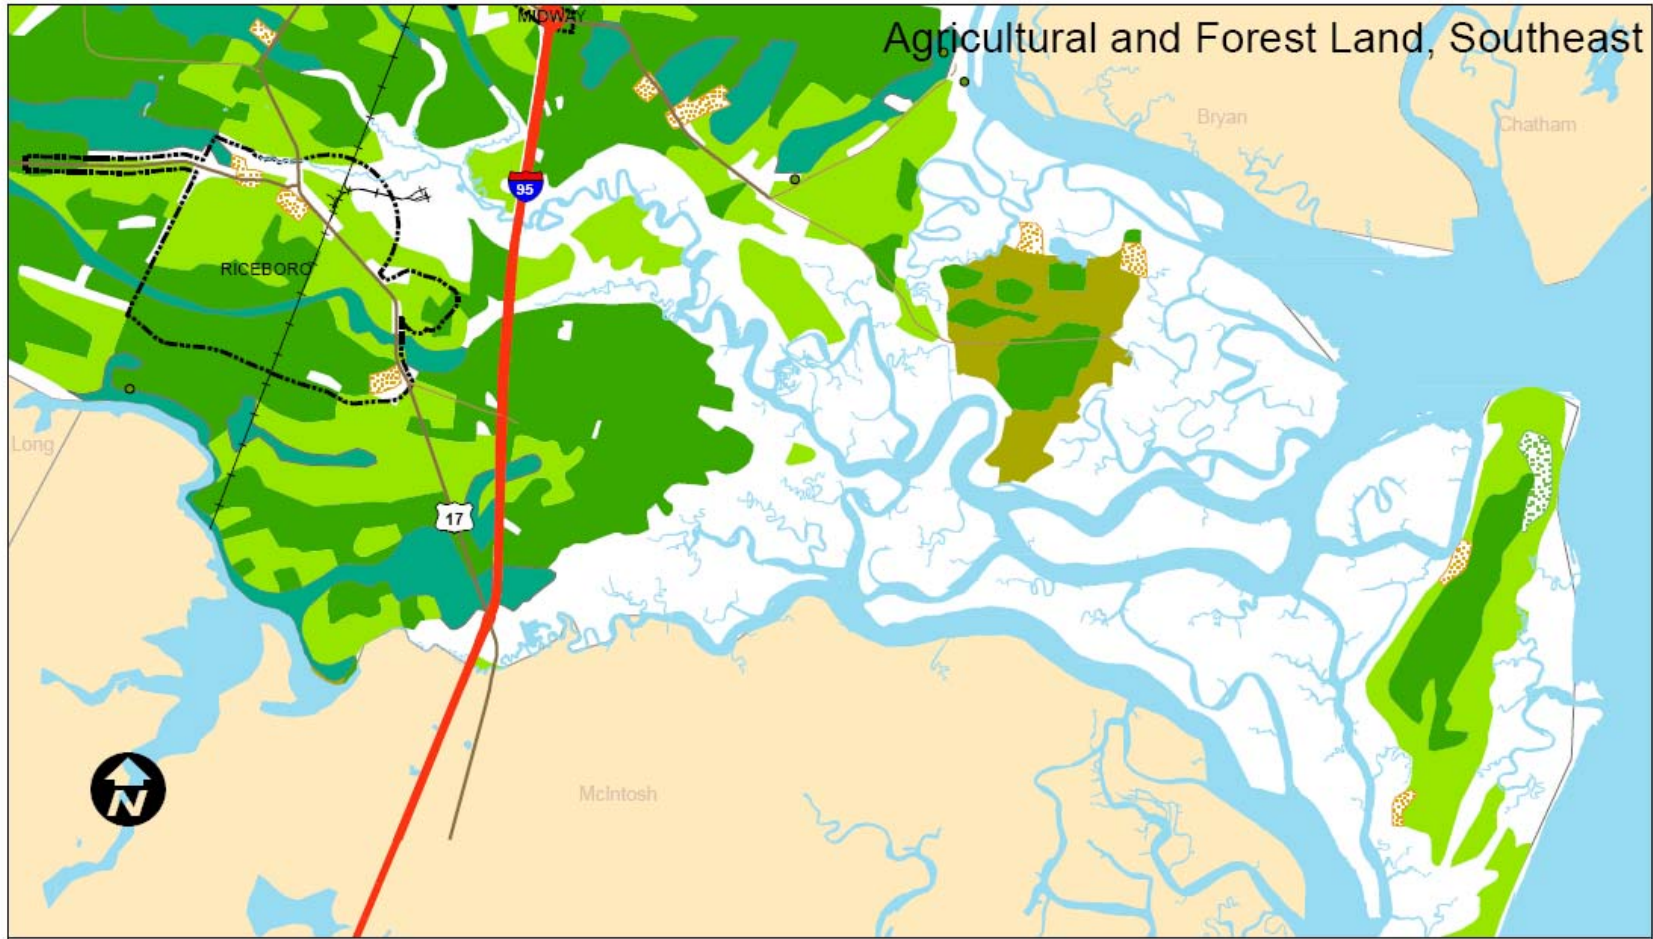 MIDWAY
Agricultural and Forest Land, Southeast
Bryan
Chatham
95
RICEBORO
Long
17
N
McIntosh